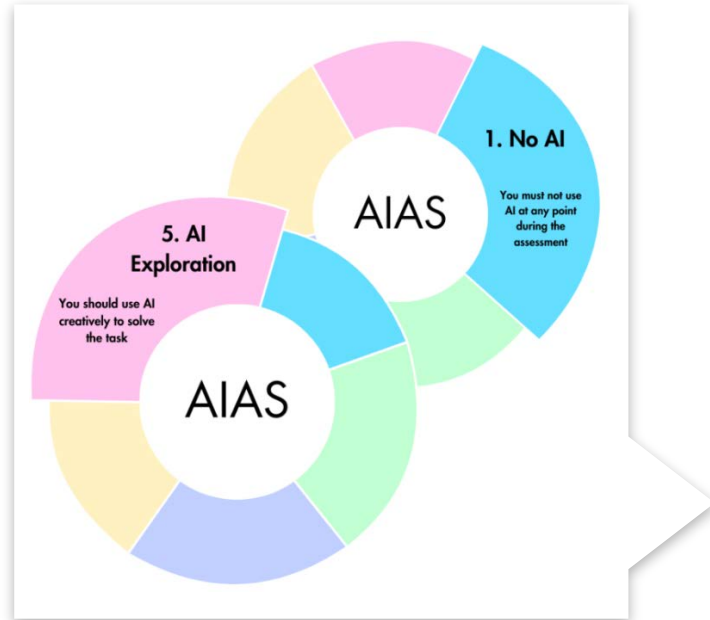 1. No AI
You must not use
AI at any point
during the
assessment
AIAS
5. AI
Exploration
You should use AI
creatively to solve
the task
AIAS